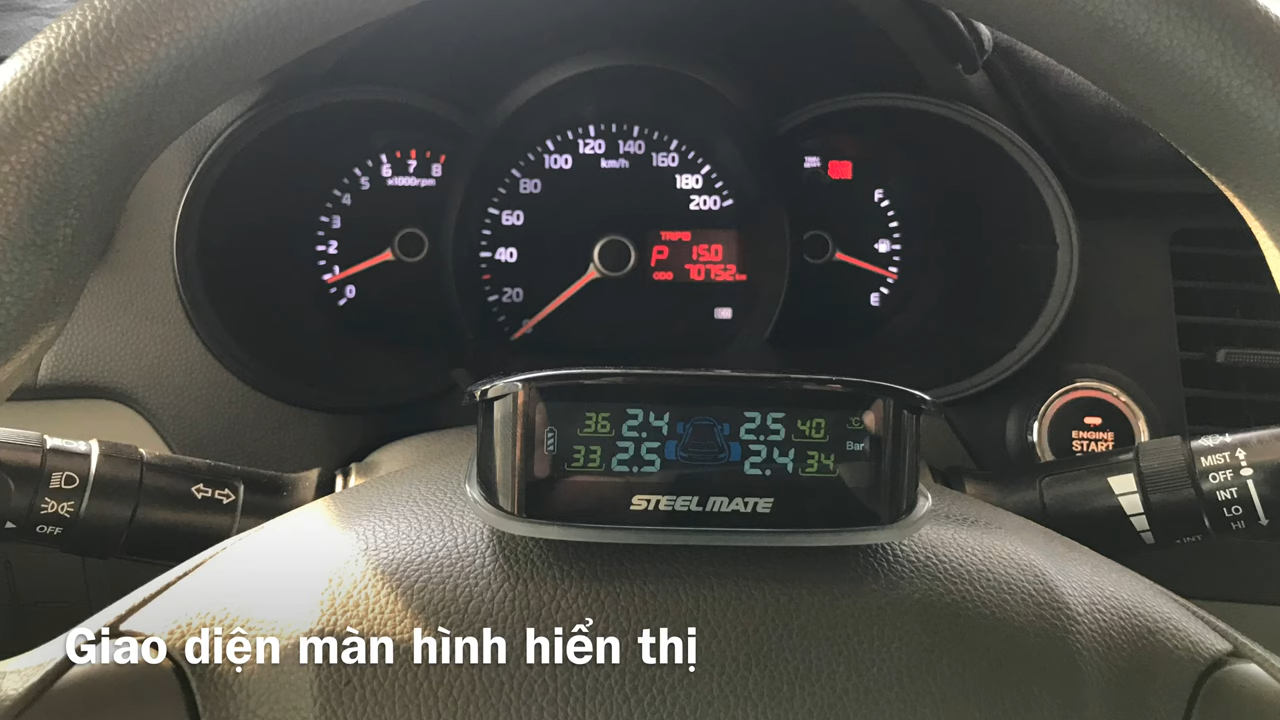 0 1 2 3 4 5 6 7 8
x1000rpm
20 40 60 80 100 120 140 160 180 200
km/h
TRIP
P 15.0
ODO 70752 km
F
E
36 2.4 2.5 40 °C
33 2.5 2.4 34 Bar
STEELMATE
ENGINE
START
OFF
MIST
OFF
INT
LO
HI
INT
Giao diện màn hình hiển thị